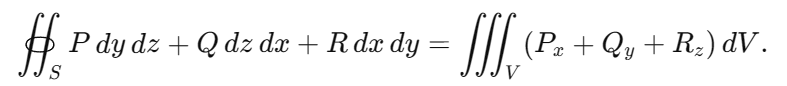 ∯_S P dy dz + Q dz dx + R dx dy = ∭_V (P_x + Q_y + R_z) dV.